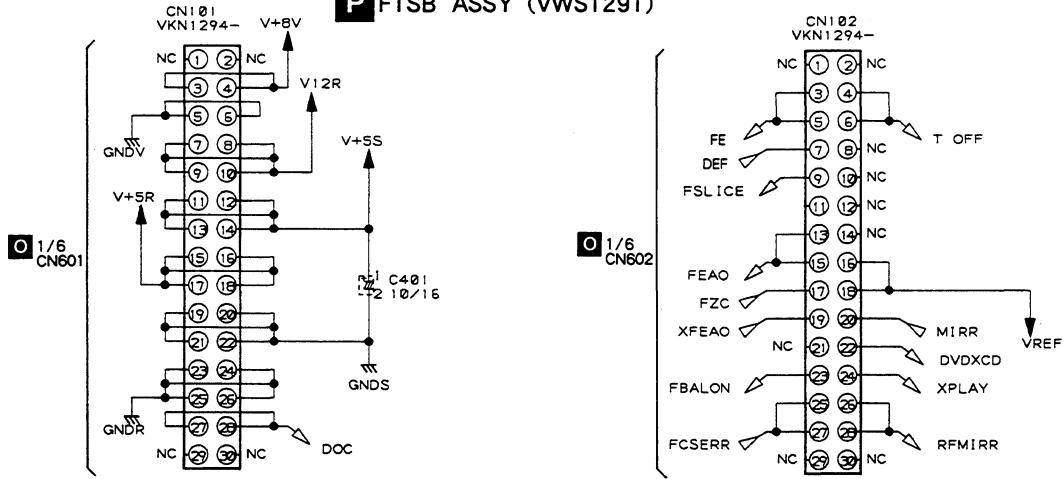 P FTSB ASSY (VWS1291)
CN101
VKN1294-
V+8V
NC 1 2 NC
3 4
V12R
5 6
GNDV
7 8
V+5S
9 10
V+5R
11 12
13 14
O 1/6
CN601
15 16
17 18
C401
1
2 10/16
19 20
21 22
GNDS
23 24
25 26
GNDR
27 28
DOC
NC 29 30 NC
CN102
VKN1294-
NC 1 2 NC
3 4
FE 5 6 T OFF
DEF 7 8 NC
FSLICE 9 10 NC
11 12 NC
13 14 NC
O 1/6
CN602
FEAO 15 16
FZC 17 18
VREF
XFEAO 19 20 MIRR
NC 21 22 DVDXCD
FBALON 23 24 XPLAY
25 26
FCSERR 27 28 RFMIRR
NC 29 30 NC